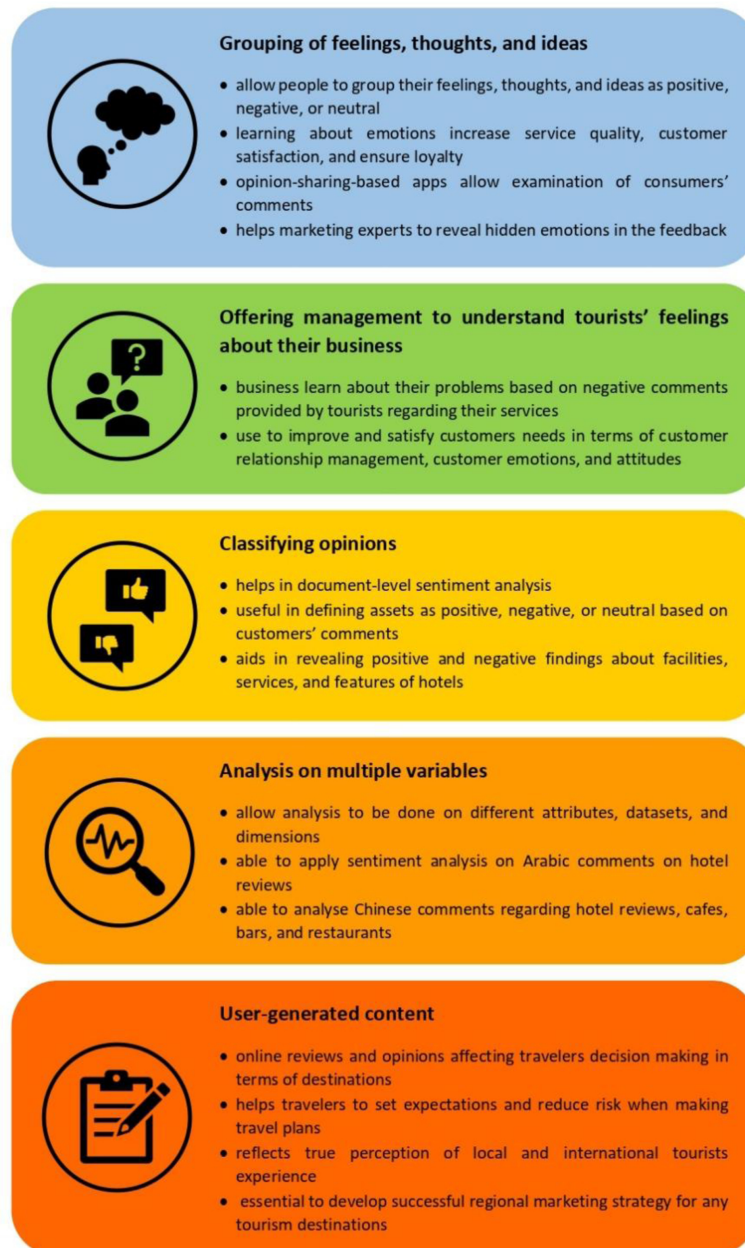 Grouping of feelings, thoughts, and ideas
• allow people to group their feelings, thoughts, and ideas as positive,
negative, or neutral
• learning about emotions increase service quality, customer
satisfaction, and ensure loyalty
• opinion-sharing-based apps allow examination of consumers’
comments
• helps marketing experts to reveal hidden emotions in the feedback
?
Offering management to understand tourists’ feelings
about their business
• business learn about their problems based on negative comments
provided by tourists regarding their services
• use to improve and satisfy customers needs in terms of customer
relationship management, customer emotions, and attitudes
Classifying opinions
• helps in document-level sentiment analysis
• useful in defining assets as positive, negative, or neutral based on
customers’ comments
• aids in revealing positive and negative findings about facilities,
services, and features of hotels
Analysis on multiple variables
• allow analysis to be done on different attributes, datasets, and
dimensions
• able to apply sentiment analysis on Arabic comments on hotel
reviews
• able to analyse Chinese comments regarding hotel reviews, cafes,
bars, and restaurants
User-generated content
• online reviews and opinions affecting travelers decision making in
terms of destinations
• helps travelers to set expectations and reduce risk when making
travel plans
• reflects true perception of local and international tourists
experience
• essential to develop successful regional marketing strategy for any
tourism destinations